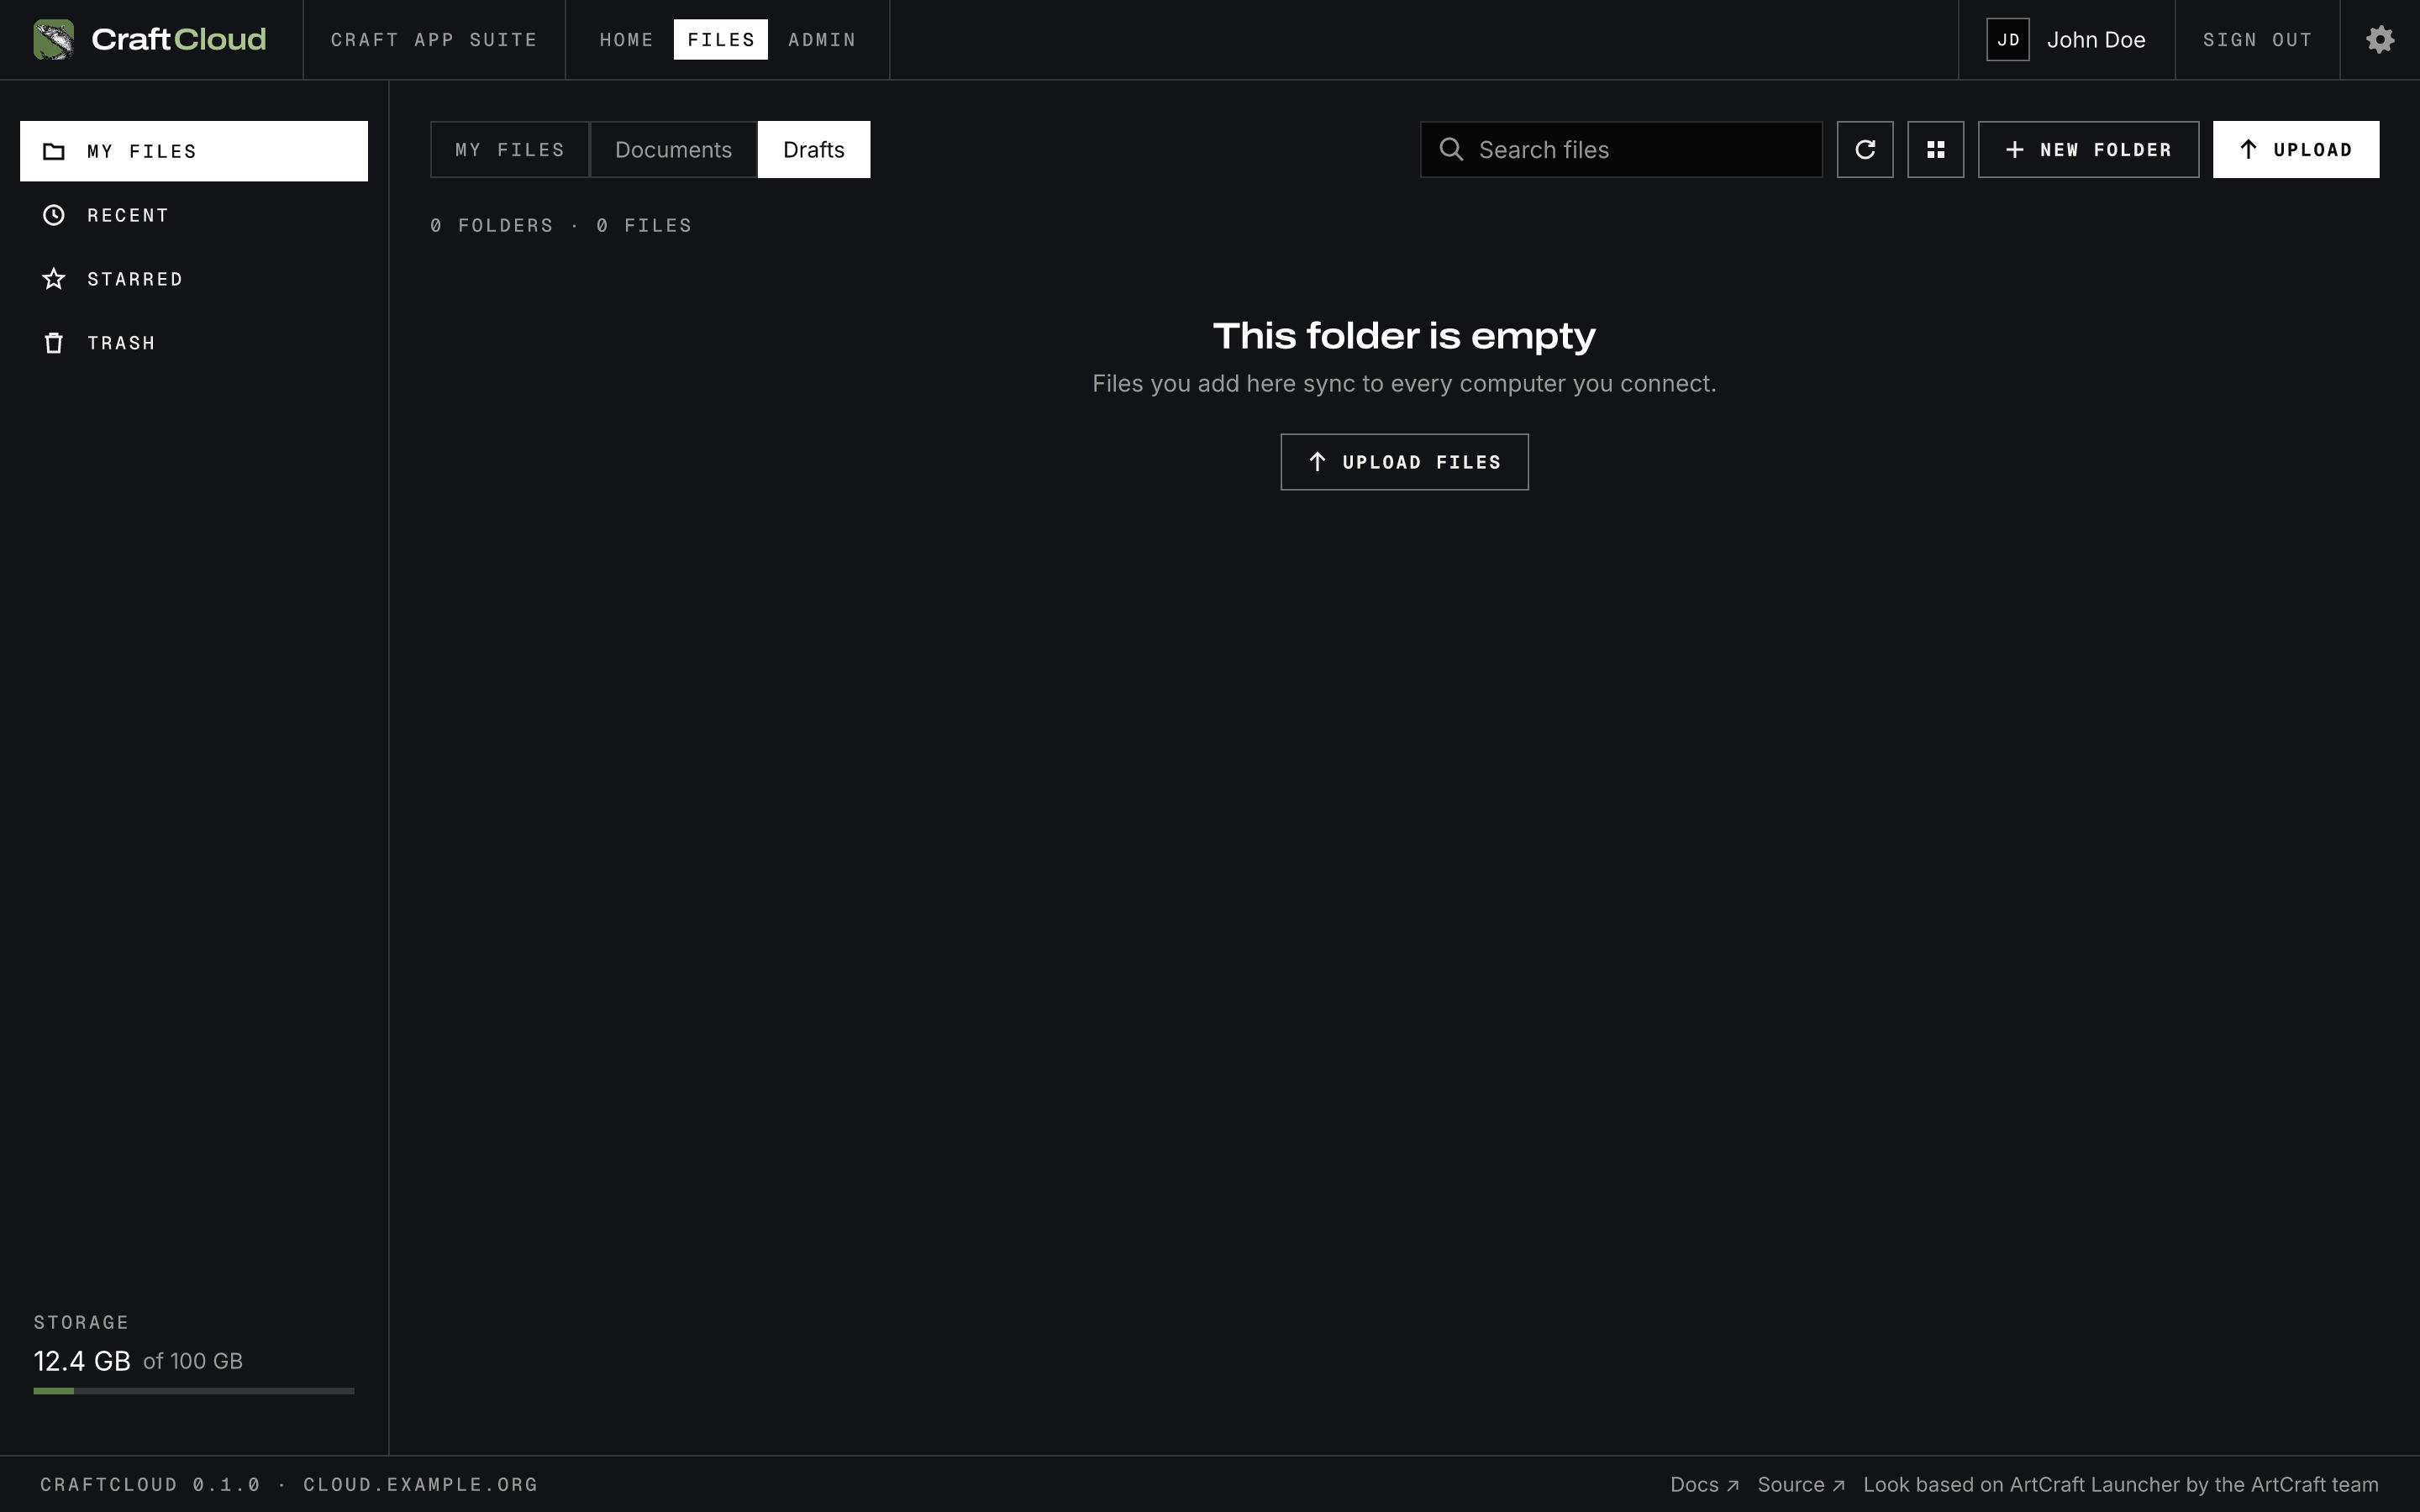 CraftCloud
CRAFT APP SUITE
HOME FILES ADMIN
JD John Doe
SIGN OUT
MY FILES
RECENT
STARRED
TRASH
MY FILES Documents Drafts
Search files
NEW FOLDER
UPLOAD
0 FOLDERS · 0 FILES
This folder is empty
Files you add here sync to every computer you connect.
UPLOAD FILES
STORAGE
12.4 GB of 100 GB
CRAFTCLOUD 0.1.0 · CLOUD.EXAMPLE.ORG
Docs ↗ Source ↗ Look based on ArtCraft Launcher by the ArtCraft team